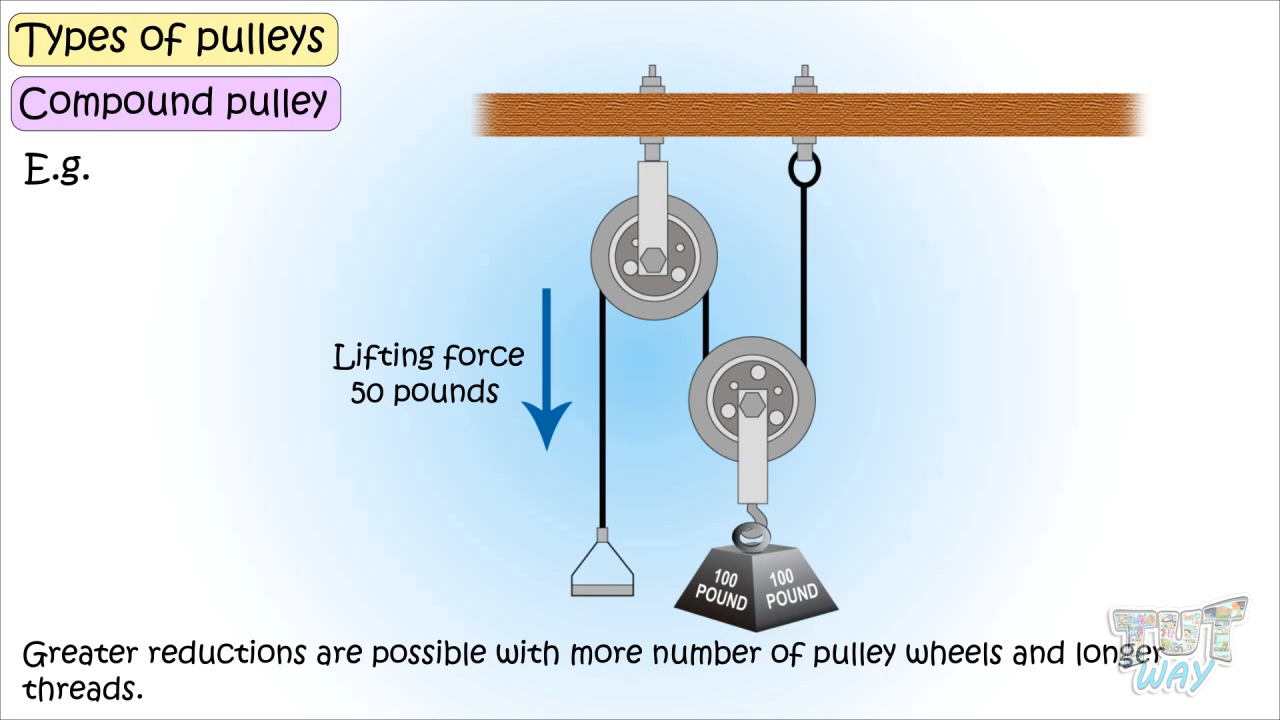 Types of pulleys
Compound pulley
E.g.
Lifting force
50 pounds
100
POUND
100
POUND
Greater reductions are possible with more number of pulley wheels and longer
threads.
TUT
WAY